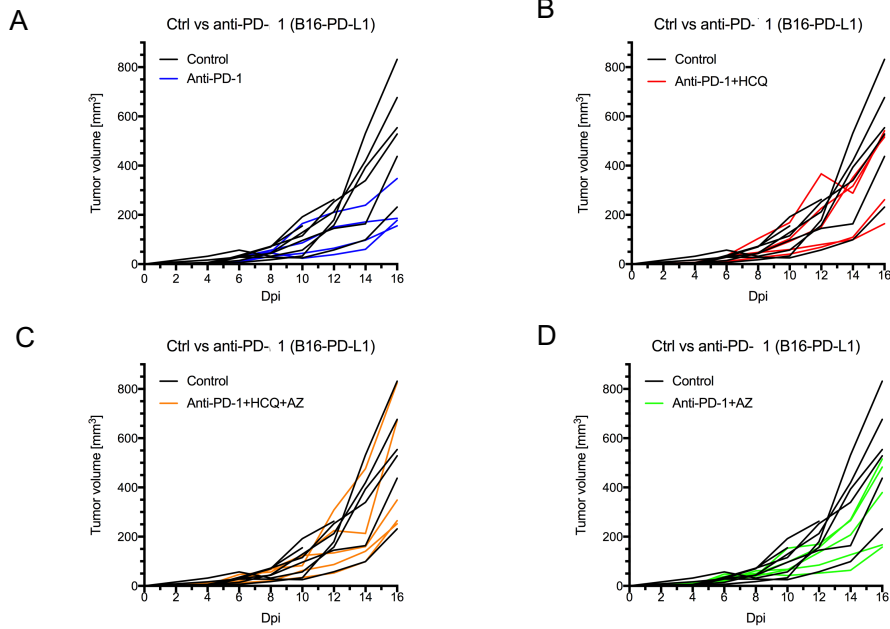 A
Ctrl vs anti-PD- 1 (B16-PD-L1)
Control
Anti-PD-1
Tumor volume [mm³]
800
600
400
200
0
0 2 4 6 8 10 12 14 16
Dpi
B
Ctrl vs anti-PD- 1 (B16-PD-L1)
Control
Anti-PD-1+HCQ
Tumor volume [mm³]
800
600
400
200
0
0 2 4 6 8 10 12 14 16
Dpi
C
Ctrl vs anti-PD- 1 (B16-PD-L1)
Control
Anti-PD-1+HCQ+AZ
Tumor volume [mm³]
800
600
400
200
0
0 2 4 6 8 10 12 14 16
Dpi
D
Ctrl vs anti-PD- 1 (B16-PD-L1)
Control
Anti-PD-1+AZ
Tumor volume [mm³]
800
600
400
200
0
0 2 4 6 8 10 12 14 16
Dpi